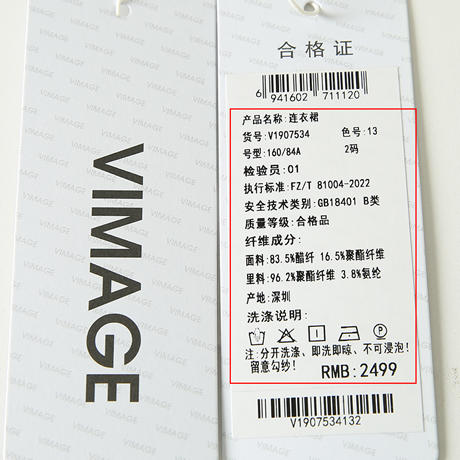 VIMAGE
合格证
6 941602 711120
产品名称:连衣裙
货号:V1907534 色号:13
号型:160/84A 2码
检验员:01
执行标准:FZ/T 81004-2022
安全技术类别:GB18401 B类
质量等级:合格品
纤维成分:
面料:83.5%醋纤 16.5%聚酯纤维
里料:96.2%聚酯纤维 3.8%氨纶
产地:深圳
洗涤说明:
注:分开洗涤、即洗即晾、不可浸泡!
留意勾纱!
RMB:2499
V1907534132